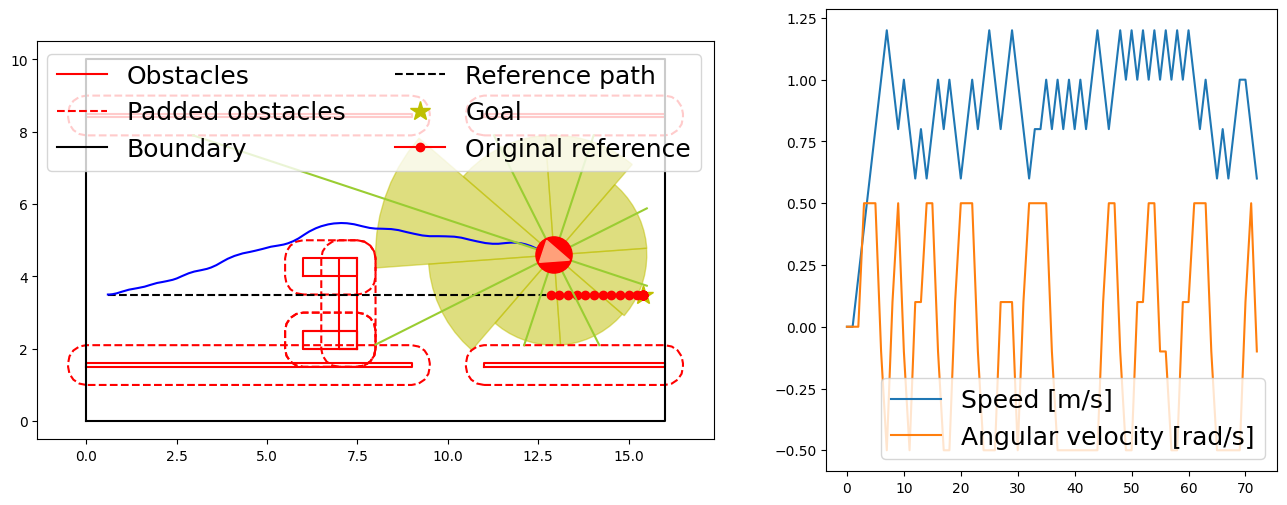 10
8
6
4
2
0
0.0 2.5 5.0 7.5 10.0 12.5 15.0
Obstacles
Padded obstacles
Boundary
Reference path
Goal
Original reference
1.25
1.00
0.75
0.50
0.25
0.00
−0.25
−0.50
0 10 20 30 40 50 60 70
Speed [m/s]
Angular velocity [rad/s]